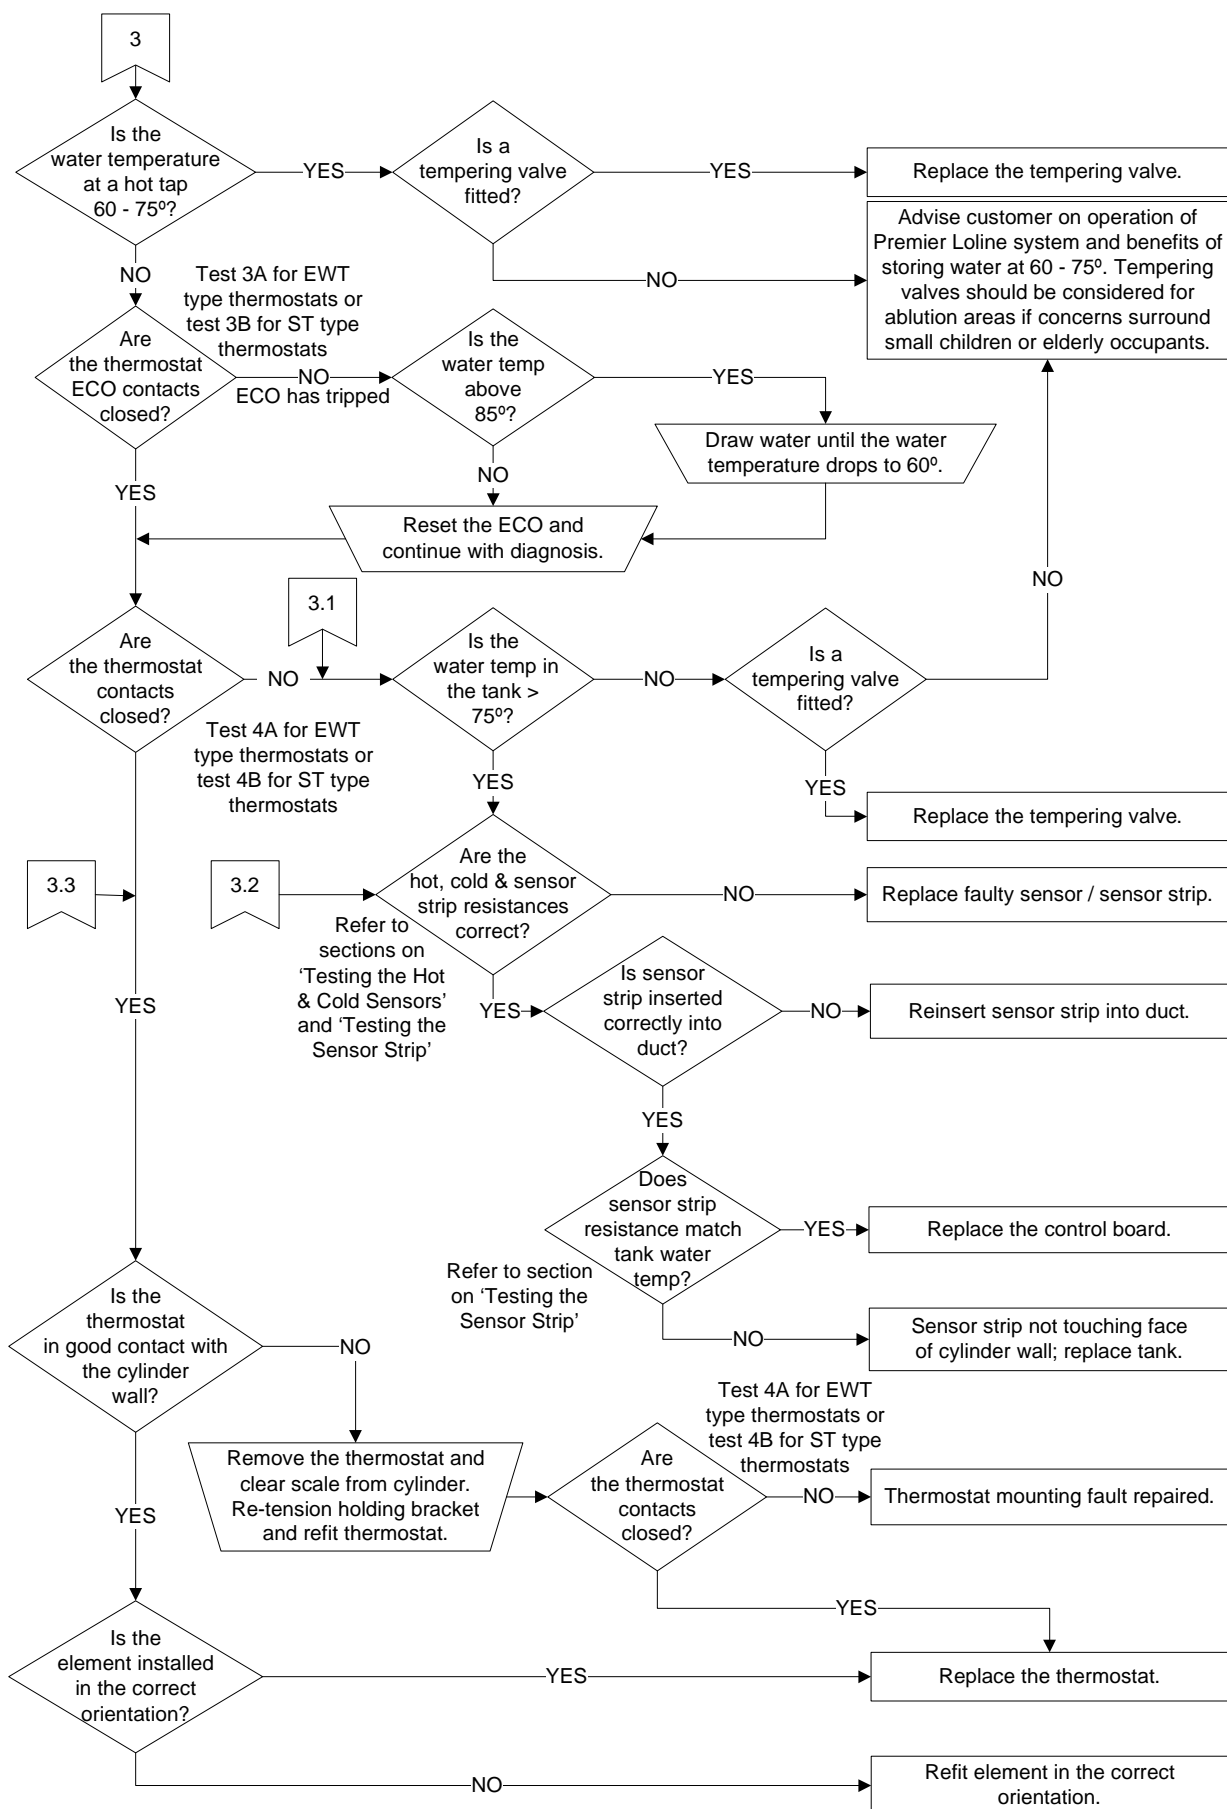 3
Is the
water temperature
at a hot tap
60 - 75º?
YES
Is a
tempering valve
fitted?
YES
Replace the tempering valve.
NO
Advise customer on operation of
Premier Loline system and benefits of
storing water at 60 - 75º. Tempering
valves should be considered for
ablution areas if concerns surround
small children or elderly occupants.
NO
Test 3A for EWT
type thermostats or
test 3B for ST type
thermostats
Are
the thermostat
ECO contacts
closed?
NO
ECO has tripped
Is the
water temp
above
85º?
YES
Draw water until the water
temperature drops to 60º.
NO
YES
Reset the ECO and
continue with diagnosis.
NO
3.1
Are
the thermostat
contacts
closed?
NO
Test 4A for EWT
type thermostats or
test 4B for ST type
thermostats
Is the
water temp in
the tank >
75º?
NO
Is a
tempering valve
fitted?
YES
YES
Replace the tempering valve.
3.3
3.2
Are the
hot, cold & sensor
strip resistances
correct?
NO
Replace faulty sensor / sensor strip.
Refer to
sections on
‘Testing the Hot
& Cold Sensors’
and ‘Testing the
Sensor Strip’
YES
YES
Is sensor
strip inserted
correctly into
duct?
NO
Reinsert sensor strip into duct.
YES
Does
sensor strip
resistance match
tank water
temp?
YES
Replace the control board.
Refer to section
on ‘Testing the
Sensor Strip’
NO
Sensor strip not touching face
of cylinder wall; replace tank.
Is the
thermostat
in good contact with
the cylinder
wall?
NO
Remove the thermostat and
clear scale from cylinder.
Re-tension holding bracket
and refit thermostat.
Test 4A for EWT
type thermostats or
test 4B for ST type
thermostats
Are
the thermostat
contacts
closed?
NO
Thermostat mounting fault repaired.
YES
YES
Is the
element installed
in the correct
orientation?
YES
Replace the thermostat.
NO
Refit element in the correct
orientation.